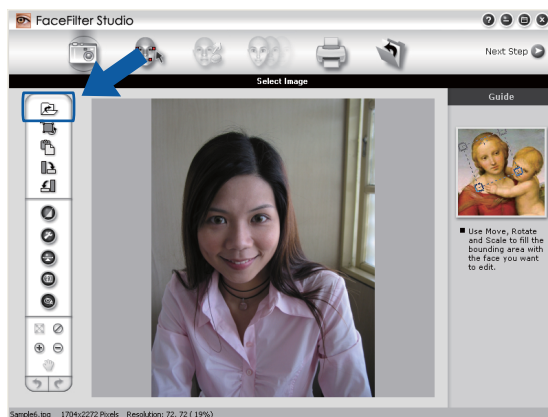 FaceFilter Studio
Next Step
Select Image
Guide
Use Move, Rotate
and Scale to fill the
bounding area with
the face you want
to edit.
Sample6.jpg 1704x2272 Pixels Resolution: 72, 72 ( 19%)